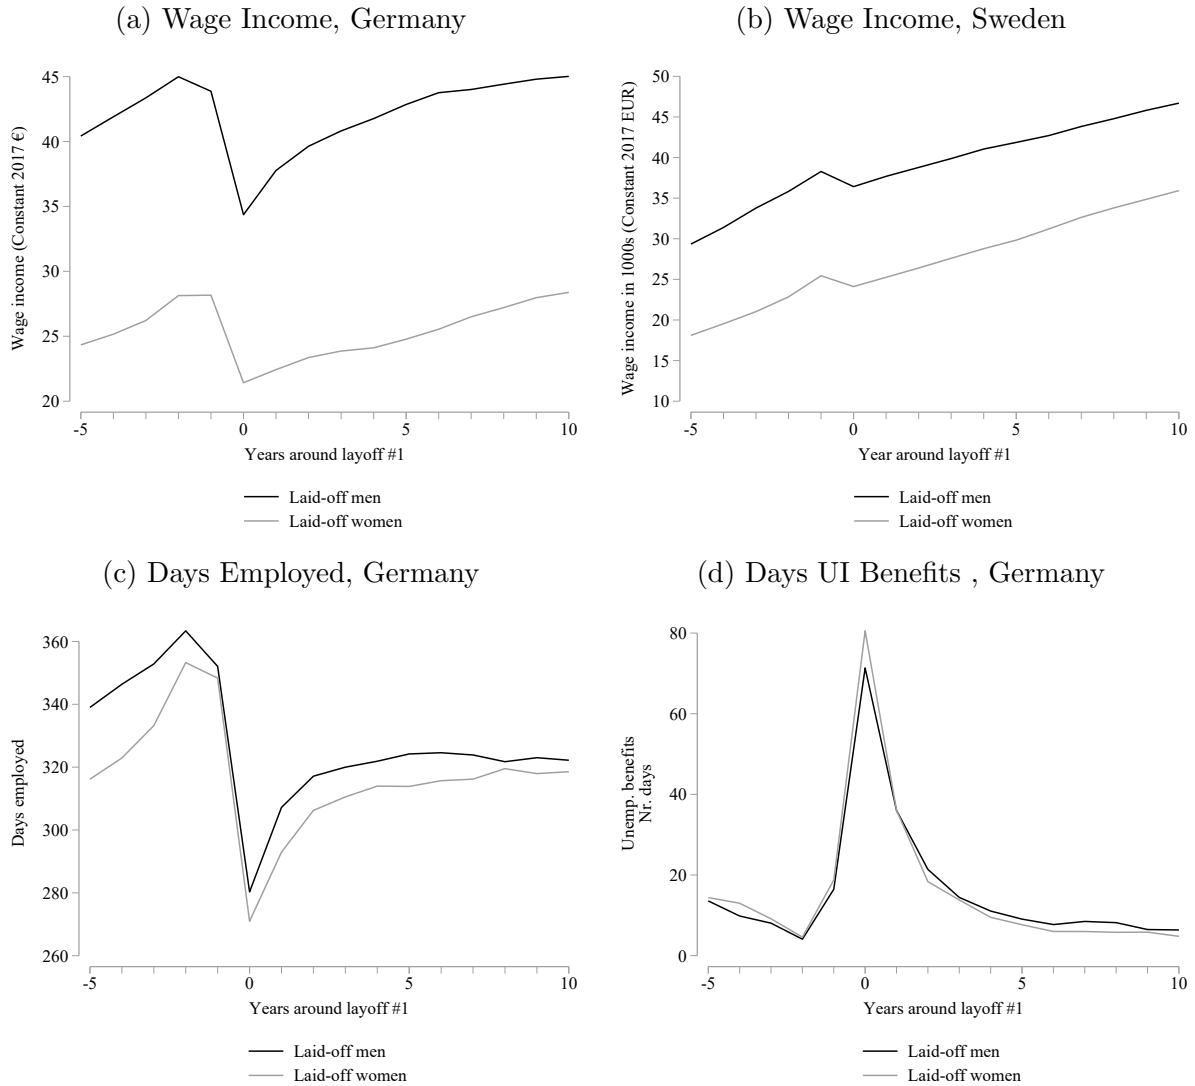 (a) Wage Income, Germany
Wage income (Constant 2017 €)
45
40
35
30
25
20
-5 0 5 10
Years around layoff #1
Laid-off men
Laid-off women
(b) Wage Income, Sweden
Wage income in 1000s (Constant 2017 EUR)
50
45
40
35
30
25
20
15
10
-5 0 5 10
Year around layoff #1
Laid-off men
Laid-off women
(c) Days Employed, Germany
Days employed
360
340
320
300
280
260
-5 0 5 10
Years around layoff #1
Laid-off men
Laid-off women
(d) Days UI Benefits , Germany
Unemp. benefits
Nr. days
80
60
40
20
0
-5 0 5 10
Years around layoff #1
Laid-off men
Laid-off women